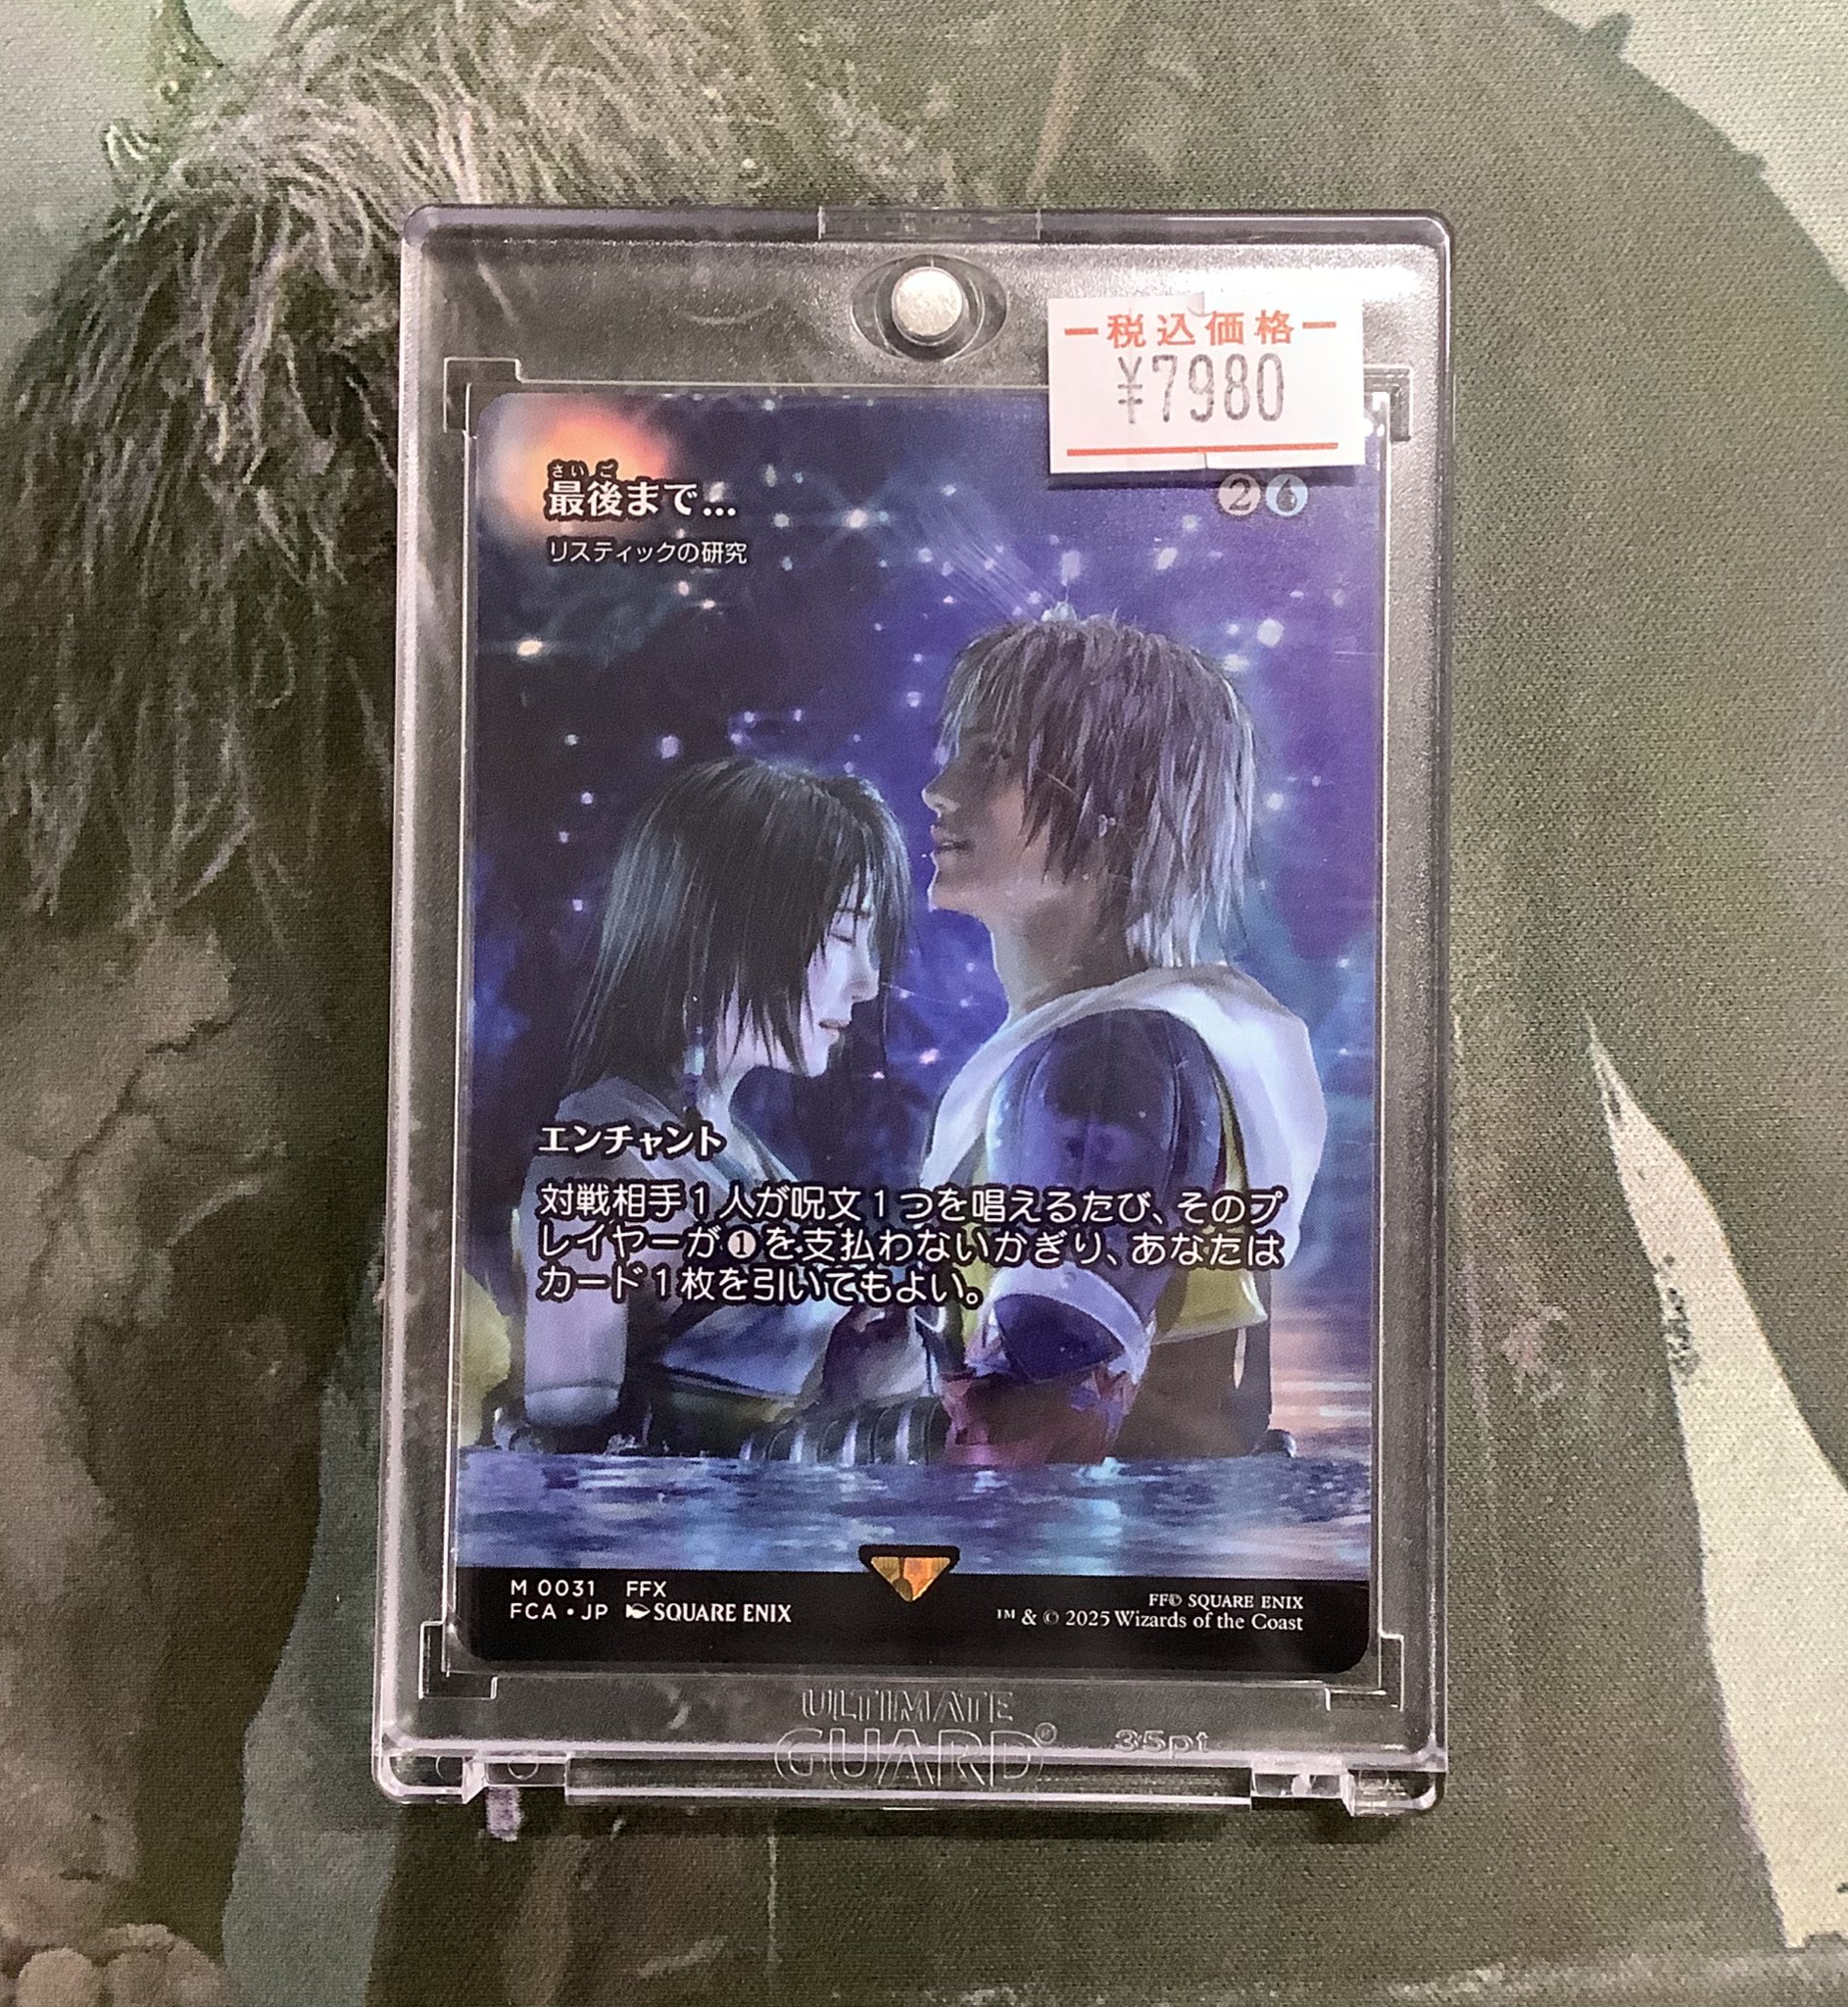 税込価格
¥7980
さいご
最後まで…
2
リスティックの研究
エンチャント
対戦相手1人が呪文1つを唱えるたび、そのプ
レイヤーが1を支払わないかぎり、あなたは
カード1枚を引いてもよい。
M 0031 FFX
FCA • JP SQUARE ENIX
FF© SQUARE ENIX
™ & © 2025 Wizards of the Coast
ULTIMATE
GUARD®
35pt